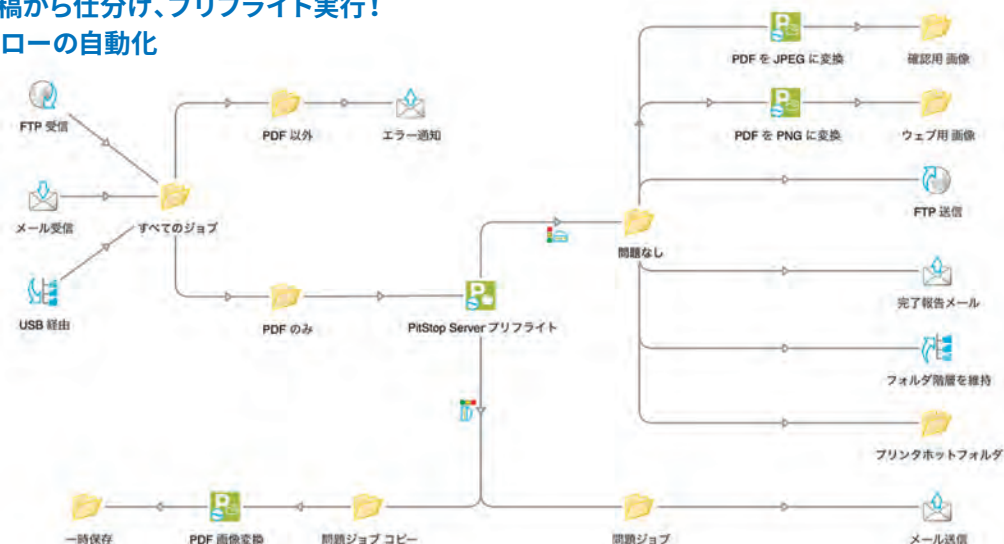 稿から仕分け、プリフライト実行！
ローの自動化
FTP 受信
メール受信
USB 経由
すべてのジョブ
PDF 以外
エラー通知
PDF のみ
PitStop Server プリフライト
問題なし
PDF を JPEG に変換
確認用 画像
PDF を PNG に変換
ウェブ用 画像
FTP 送信
完了報告メール
フォルダ階層を維持
プリンタホットフォルダ
一時保存
PDF 画像変換
問題ジョブ コピー
問題ジョブ
メール送信